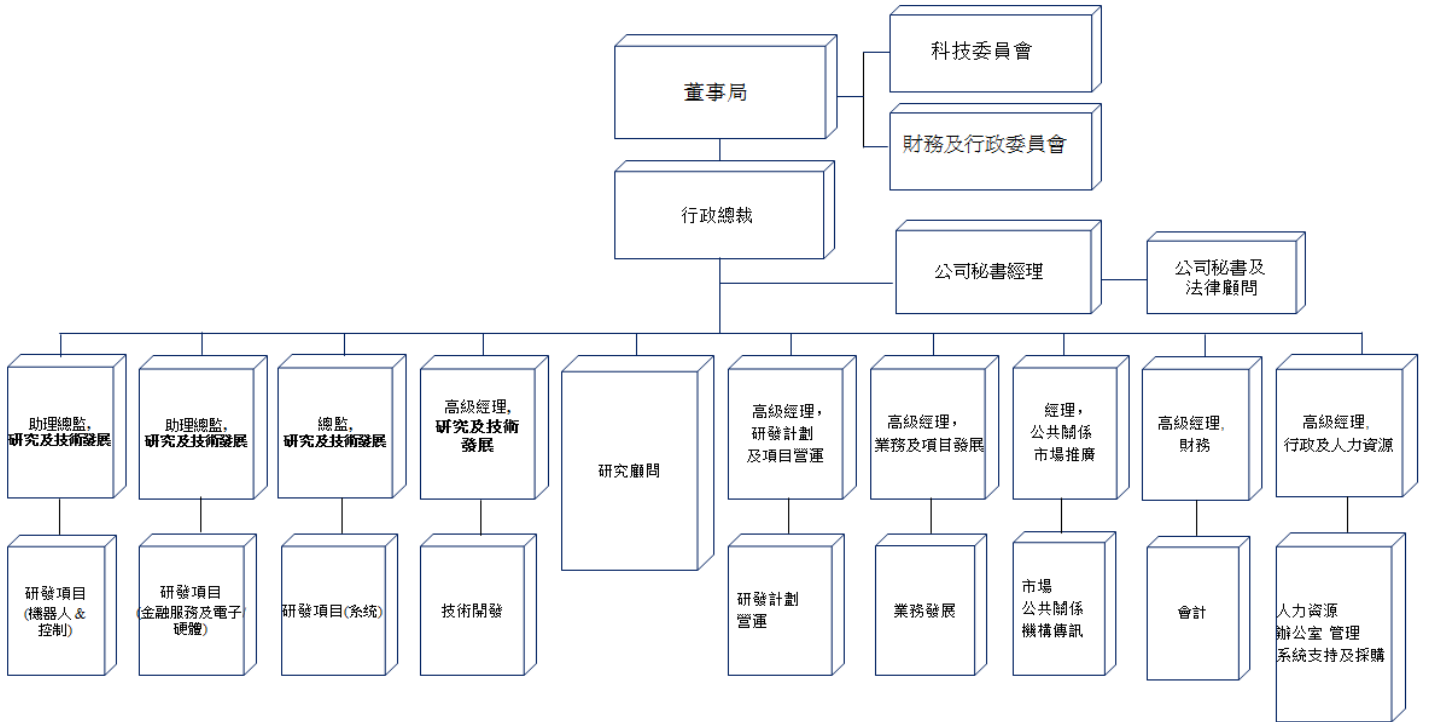 科技委員會
董事局
財務及行政委員會
行政總裁
公司秘書經理
公司秘書及
法律顧問
助理總監,
研究及技術發展
助理總監,
研究及技術發展
總監,
研究及技術發展
高級經理,
研究及技術
發展
研究顧問
高級經理，
研發計劃
及項目營運
高級經理，
業務及項目發展
經理，
公共關係
市場推廣
高級經理,
財務
高級經理,
行政及人力資源
研發項目
(機器人&
控制)
研發項目
(金融服務及電子/
硬體)
研發項目(系統)
技術開發
研發計劃
營運
業務發展
市場
公共關係
機構傳訊
會計
人力資源
辦公室 管理
系統支持及採購